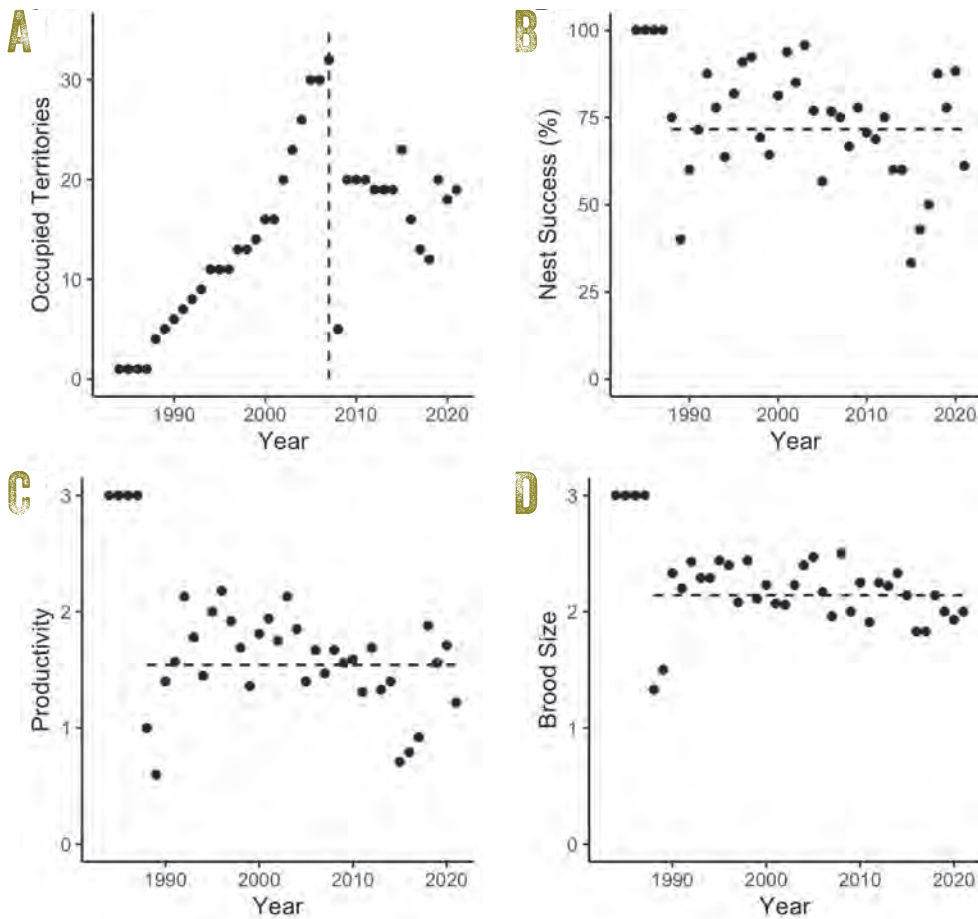 A
Occupied Territories
30
20
10
0
1990 2000 2010 2020
Year
B
Nest Success (%)
100
75
50
25
0
1990 2000 2010 2020
Year
C
Productivity
3
2
1
0
1990 2000 2010 2020
Year
D
Brood Size
3
2
1
0
1990 2000 2010 2020
Year